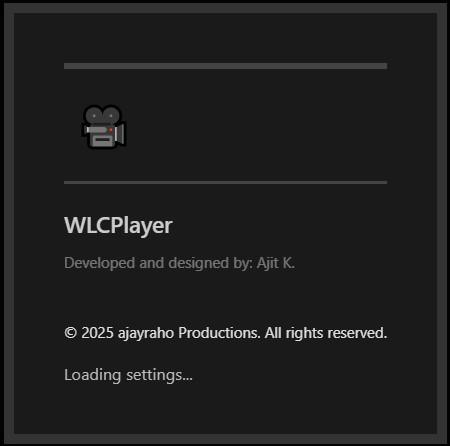 WLCPlayer
Developed and designed by: Ajit K.
© 2025 ajayraho Productions. All rights reserved.
Loading settings...